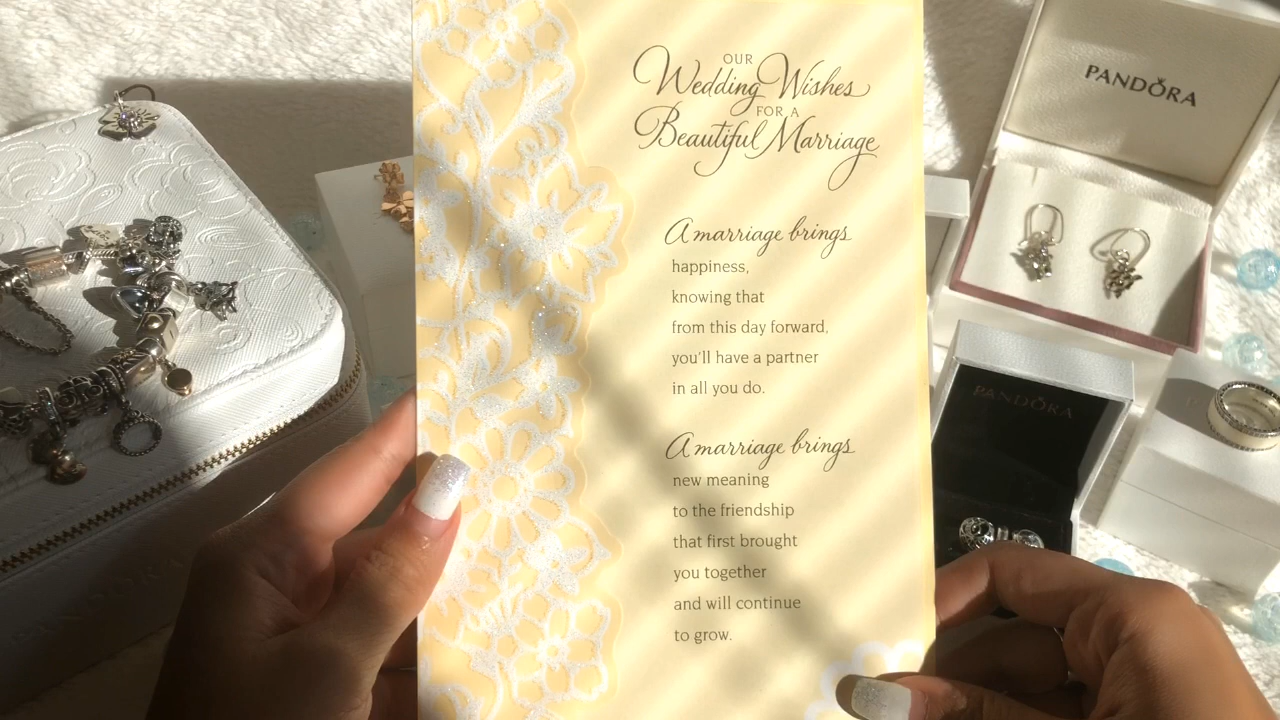 OUR
Wedding Wishes
FOR A
Beautiful Marriage
A marriage brings
happiness,
knowing that
from this day forward,
you'll have a partner
in all you do.
A marriage brings
new meaning
to the friendship
that first brought
you together
and will continue
to grow.
PANDORA
PANDORA